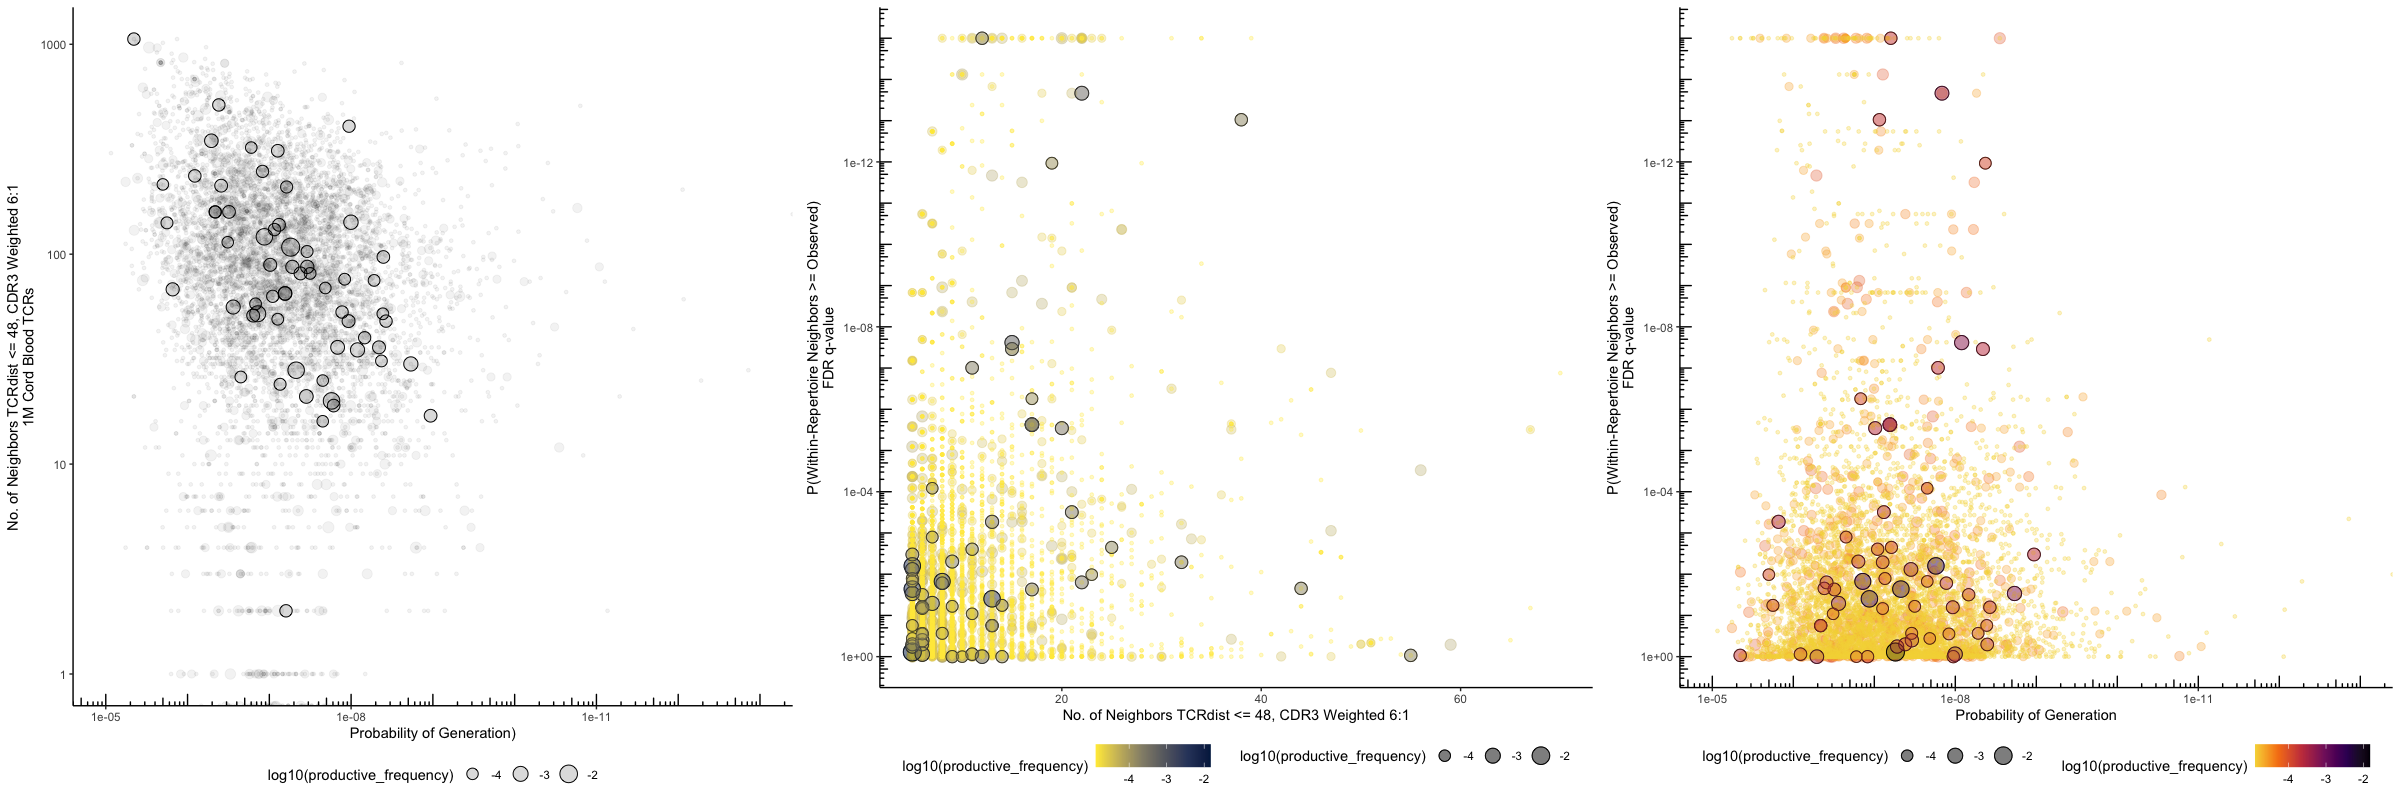 No. of Neighbors TCRdist <= 48, CDR3 Weighted 6:1
1M Cord Blood TCRs
1000
100
10
1
1e-05
1e-08
1e-11
Probability of Generation)
log10(productive_frequency)
-4
-3
-2
P(Within-Repertoire Neighbors >= Observed)
FDR q-value
1e-12
1e-08
1e-04
1e+00
20
40
60
No. of Neighbors TCRdist <= 48, CDR3 Weighted 6:1
log10(productive_frequency)
-4
-3
-2
log10(productive_frequency)
-4
-3
-2
P(Within-Repertoire Neighbors >= Observed)
FDR q-value
1e-12
1e-08
1e-04
1e+00
1e-05
1e-08
1e-11
Probability of Generation
log10(productive_frequency)
-4
-3
-2
log10(productive_frequency)
-4
-3
-2